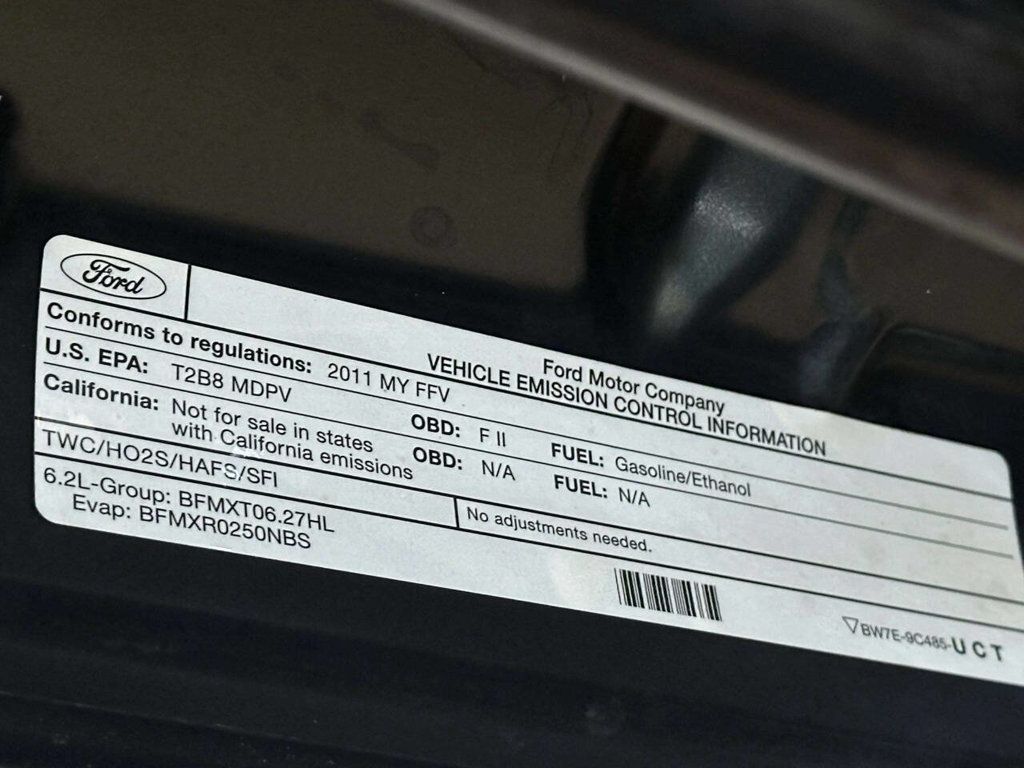 Ford
Ford Motor Company
VEHICLE EMISSION CONTROL INFORMATION
Conforms to regulations: 2011 MY FFV
U.S. EPA: T2B8 MDPV OBD: F II FUEL: Gasoline/Ethanol
California: Not for sale in states with California emissions OBD: N/A FUEL: N/A
TWC/HO2S/HAFS/SFI
No adjustments needed.
6.2L-Group: BFMXT06.27HL
Evap: BFMXR0250NBS
BW7E-9C485-UCT